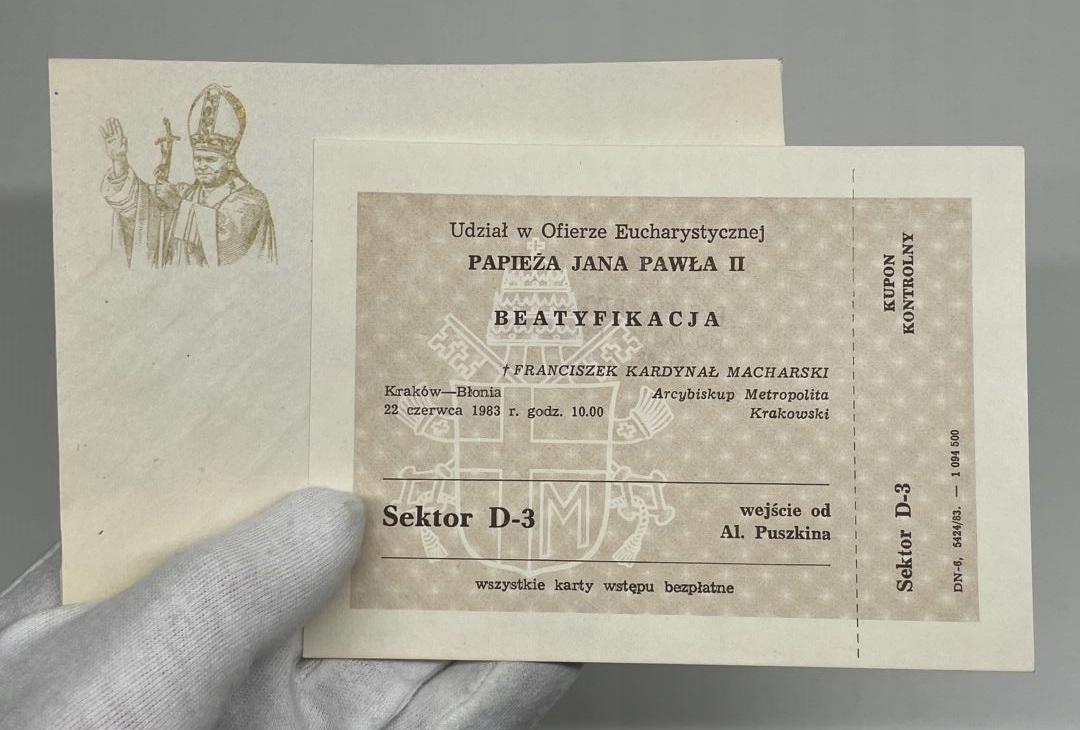 Udział w Ofierze Eucharystycznej
PAPIEŻA JANA PAWŁA II
BEATYFIKACJA
† FRANCISZEK KARDYNAŁ MACHARSKI
Kraków—Błonia
Arcybiskup Metropolita
22 czerwca 1983 r. godz. 10.00
Krakowski
Sektor D-3
wejście od
Al. Puszkina
wszystkie karty wstępu bezpłatne
KUPON
KONTROLNY
Sektor D-3
DN-6, 5424/83. — 1 094 500
M